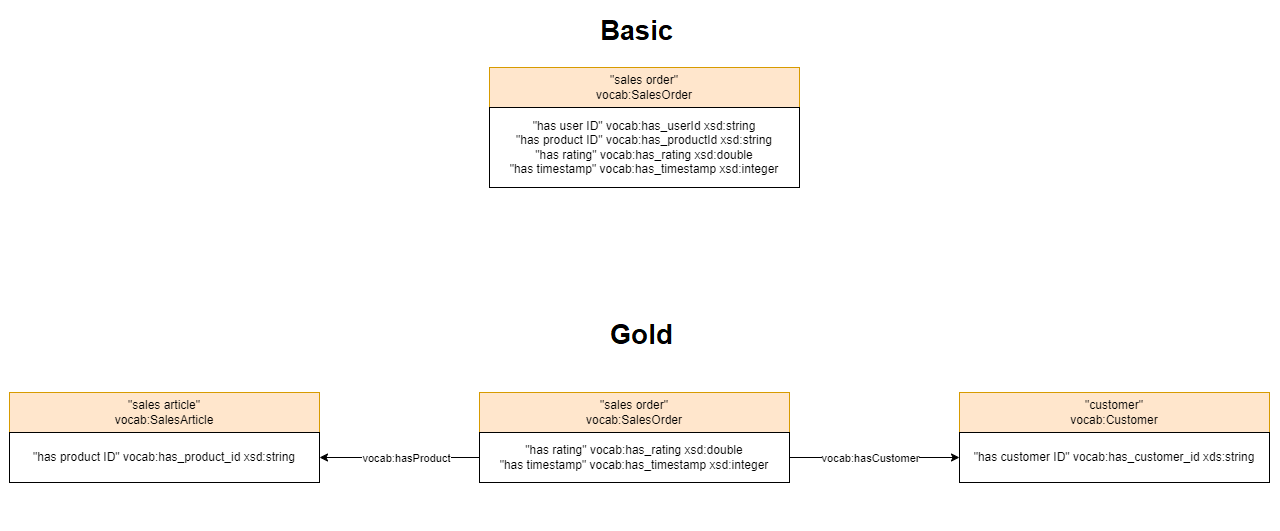 Basic
"sales order"
vocab:SalesOrder
"has user ID" vocab:has_userId xsd:string
"has product ID" vocab:has_productId xsd:string
"has rating" vocab:has_rating xsd:double
"has timestamp" vocab:has_timestamp xsd:integer
Gold
"sales article"
vocab:SalesArticle
"has product ID" vocab:has_product_id xsd:string
vocab:hasProduct
"sales order"
vocab:SalesOrder
"has rating" vocab:has_rating xsd:double
"has timestamp" vocab:has_timestamp xsd:integer
vocab:hasCustomer
"customer"
vocab:Customer
"has customer ID" vocab:has_customer_id xds:string